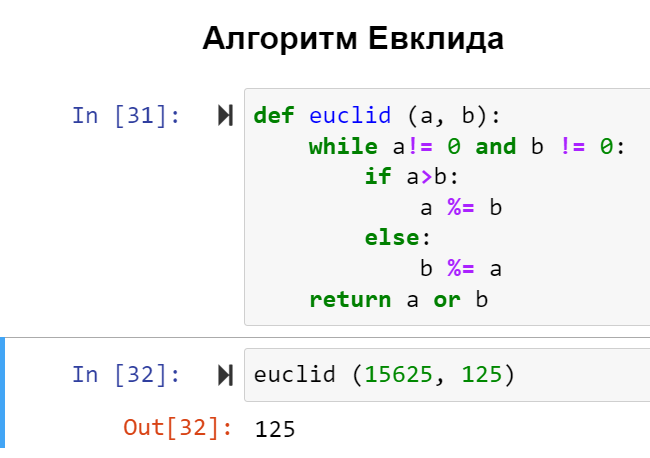 Алгоритм Евклида
In [31]:
def euclid (a, b):
    while a!= 0 and b != 0:
        if a>b:
            a %= b
        else:
            b %= a
    return a or b
In [32]:
euclid (15625, 125)
Out[32]: 125